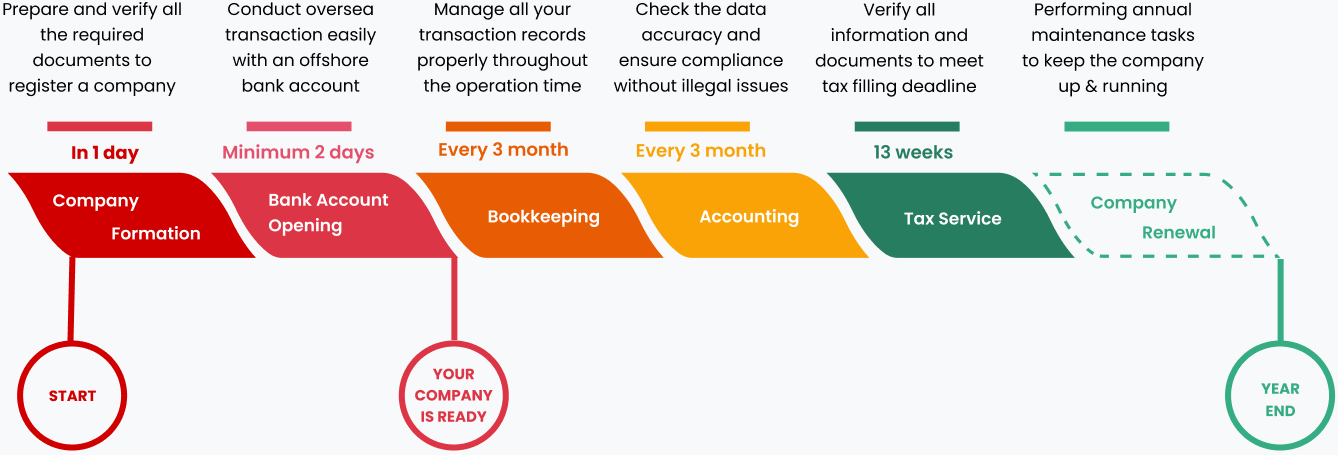 Prepare and verify all
the required
documents to
register a company
Conduct oversea
transaction easily
with an offshore
bank account
Manage all your
transaction records
properly throughout
the operation time
Check the data
accuracy and
ensure compliance
without illegal issues
Verify all
information and
documents to meet
tax filling deadline
Performing annual
maintenance tasks
to keep the company
up & running
In 1 day
Minimum 2 days
Every 3 month
Every 3 month
13 weeks
Company
Formation
Bank Account
Opening
Bookkeeping
Accounting
Tax Service
Company
Renewal
START
YOUR
COMPANY
IS READY
YEAR
END